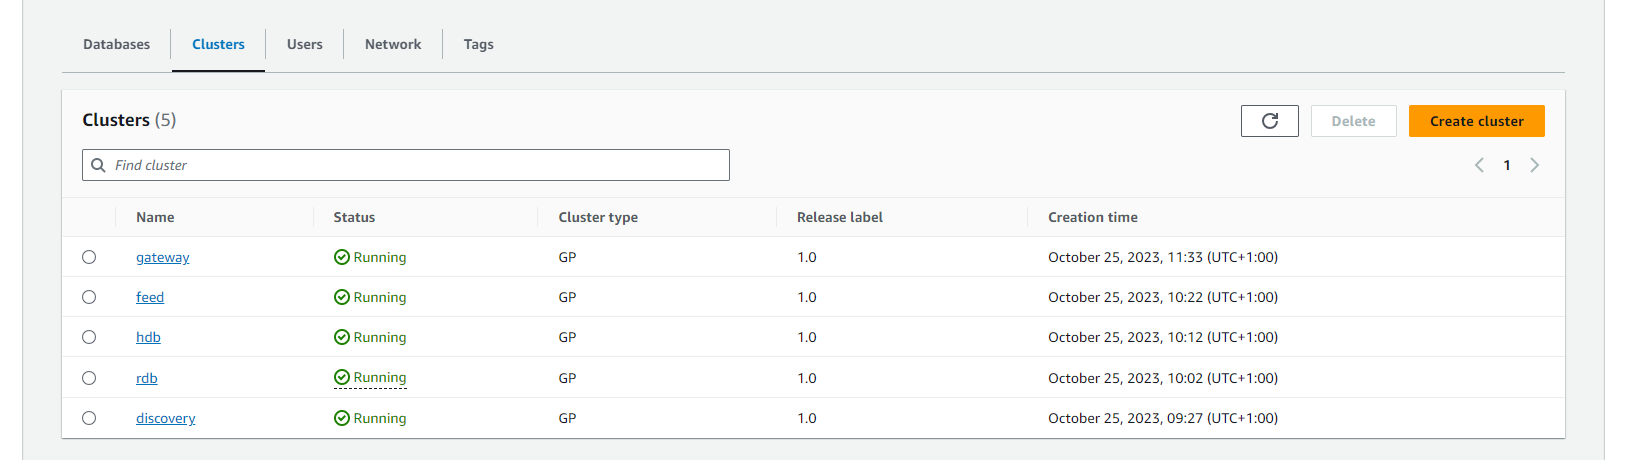 Databases Clusters Users Network Tags
Clusters (5) Delete Create cluster
Find cluster 1
Name Status Cluster type Release label Creation time
gateway Running GP 1.0 October 25, 2023, 11:33 (UTC+1:00)
feed Running GP 1.0 October 25, 2023, 10:22 (UTC+1:00)
hdb Running GP 1.0 October 25, 2023, 10:12 (UTC+1:00)
rdb Running GP 1.0 October 25, 2023, 10:02 (UTC+1:00)
discovery Running GP 1.0 October 25, 2023, 09:27 (UTC+1:00)